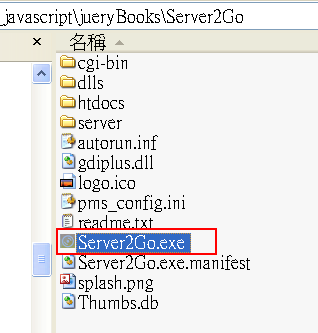 javascript\jueryBooks\Server2Go
名稱
cgi-bin
dlls
htdocs
server
autorun.inf
gdiplus.dll
logo.ico
pms_config.ini
readme.txt
Server2Go.exe
Server2Go.exe.manifest
splash.png
Thumbs.db